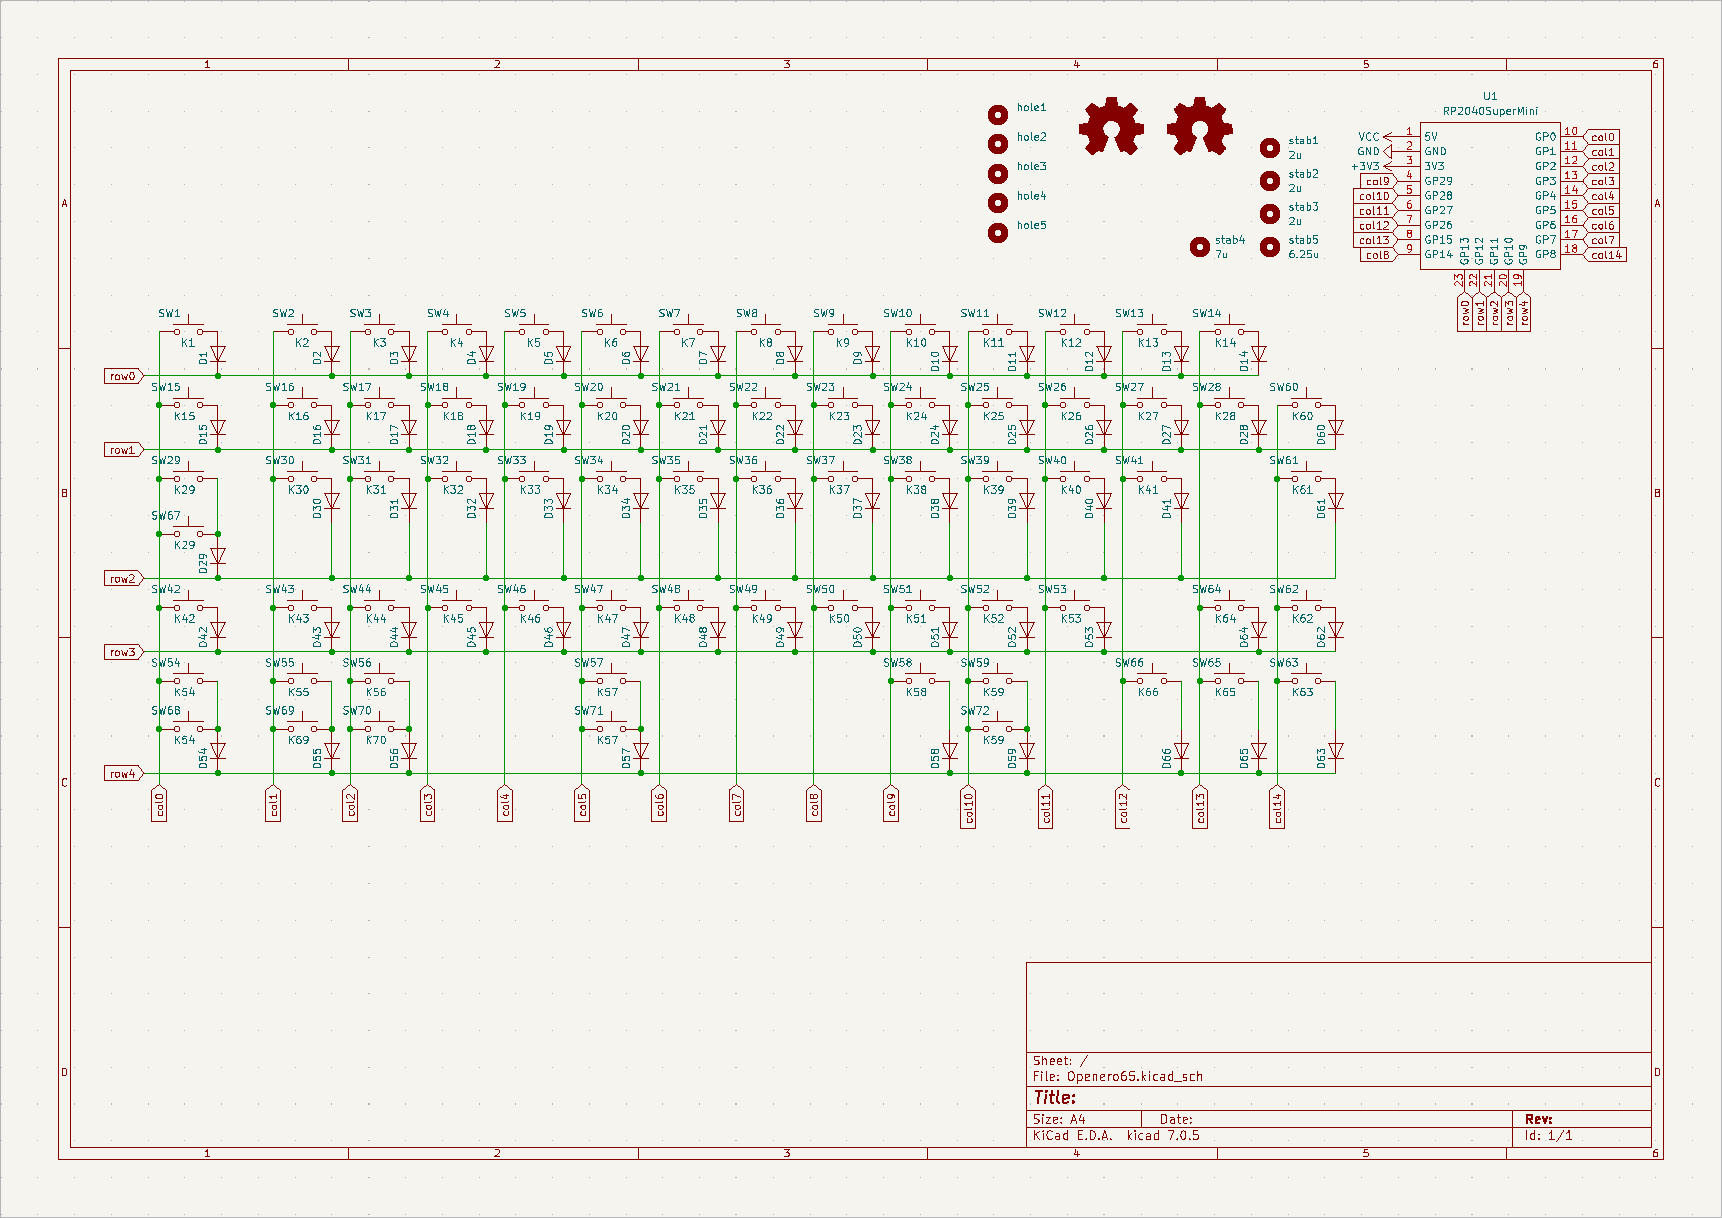 1 2 3 4 5 6
hole1
hole2
hole3
hole4
hole5
stab1
2u
stab2
2u
stab3
2u
stab4
7u
stab5
6.25u
U1
RP2040SuperMini
VCC 1 5V GP0 10 col0
GND 2 GND GP1 11 col1
+3V3 3 3V3 GP2 12 col2
col9 4 GP29 GP3 13 col3
col10 5 GP28 GP4 14 col4
col11 6 GP27 GP5 15 col5
col12 7 GP26 GP6 16 col6
col13 8 GP15 GP7 17 col7
col8 9 GP14 GP8 18 col14
GP13 GP12 GP11 GP10 GP9
23 22 21 20 19
row0 row1 row2 row3 row4
A A
SW1 SW2 SW3 SW4 SW5 SW6 SW7 SW8 SW9 SW10 SW11 SW12 SW13 SW14
K1 K2 K3 K4 K5 K6 K7 K8 K9 K10 K11 K12 K13 K14
D1 D2 D3 D4 D5 D6 D7 D8 D9 D10 D11 D12 D13 D14
row0
SW15 SW16 SW17 SW18 SW19 SW20 SW21 SW22 SW23 SW24 SW25 SW26 SW27 SW28 SW60
K15 K16 K17 K18 K19 K20 K21 K22 K23 K24 K25 K26 K27 K28 K60
D15 D16 D17 D18 D19 D20 D21 D22 D23 D24 D25 D26 D27 D28 D60
row1
SW29 SW30 SW31 SW32 SW33 SW34 SW35 SW36 SW37 SW38 SW39 SW40 SW41 SW61
K29 K30 K31 K32 K33 K34 K35 K36 K37 K38 K39 K40 K41 K61
B B
D30 D31 D32 D33 D34 D35 D36 D37 D38 D39 D40 D41 D61
SW67
K29
D29
row2
SW42 SW43 SW44 SW45 SW46 SW47 SW48 SW49 SW50 SW51 SW52 SW53 SW64 SW62
K42 K43 K44 K45 K46 K47 K48 K49 K50 K51 K52 K53 K64 K62
D42 D43 D44 D45 D46 D47 D48 D49 D50 D51 D52 D53 D64 D62
row3
SW54 SW55 SW56 SW57 SW58 SW59 SW66 SW65 SW63
K54 K55 K56 K57 K58 K59 K66 K65 K63
SW68 SW69 SW70 SW71 SW72
K54 K69 K70 K57 K59
D54 D55 D56 D57 D58 D59 D66 D65 D63
row4
C C
col0 col1 col2 col3 col4 col5 col6 col7 col8 col9 col10 col11 col12 col13 col14
D D
Sheet: /
File: Openero65.kicad_sch
Title:
Size: A4 Date: Rev:
KiCad E.D.A. kicad 7.0.5 Id: 1/1
1 2 3 4 5 6